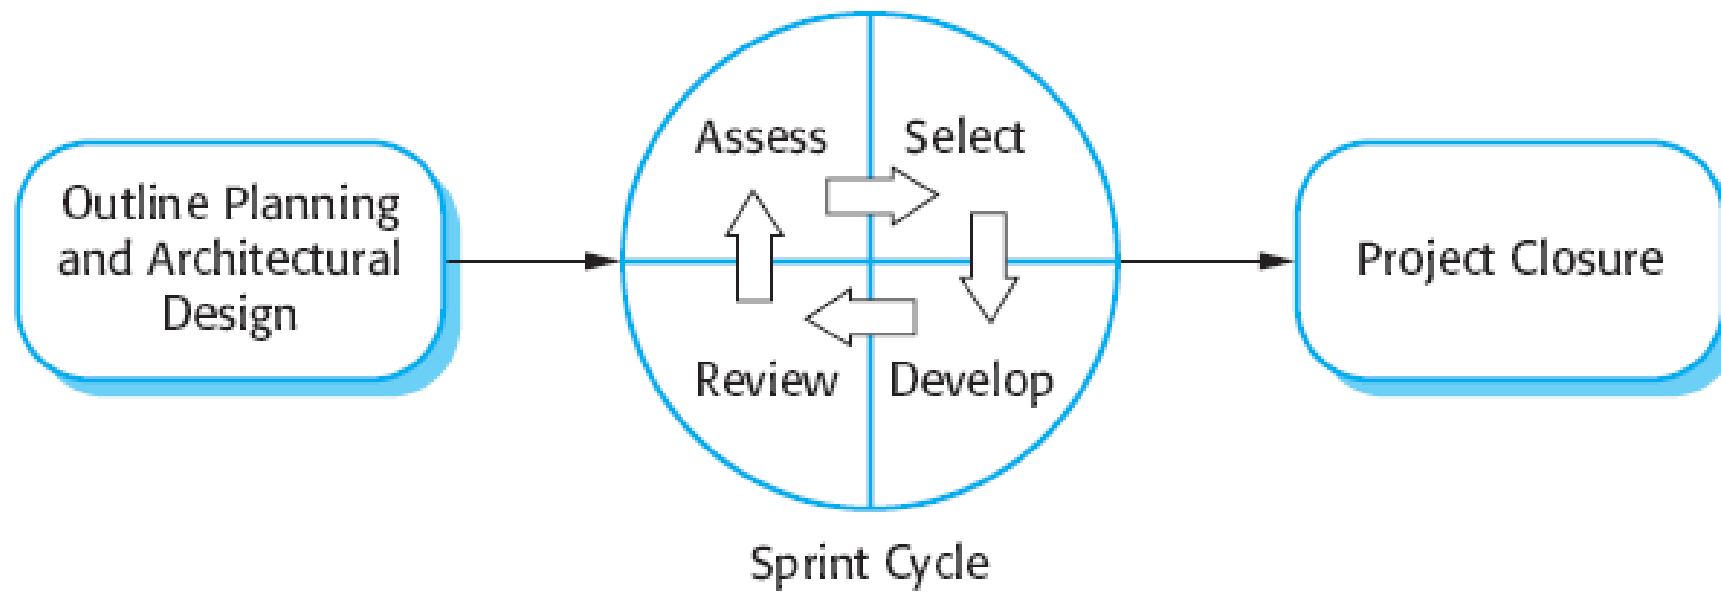 Outline Planning
and Architectural
Design
Assess
Select
Review
Develop
Sprint Cycle
Project Closure